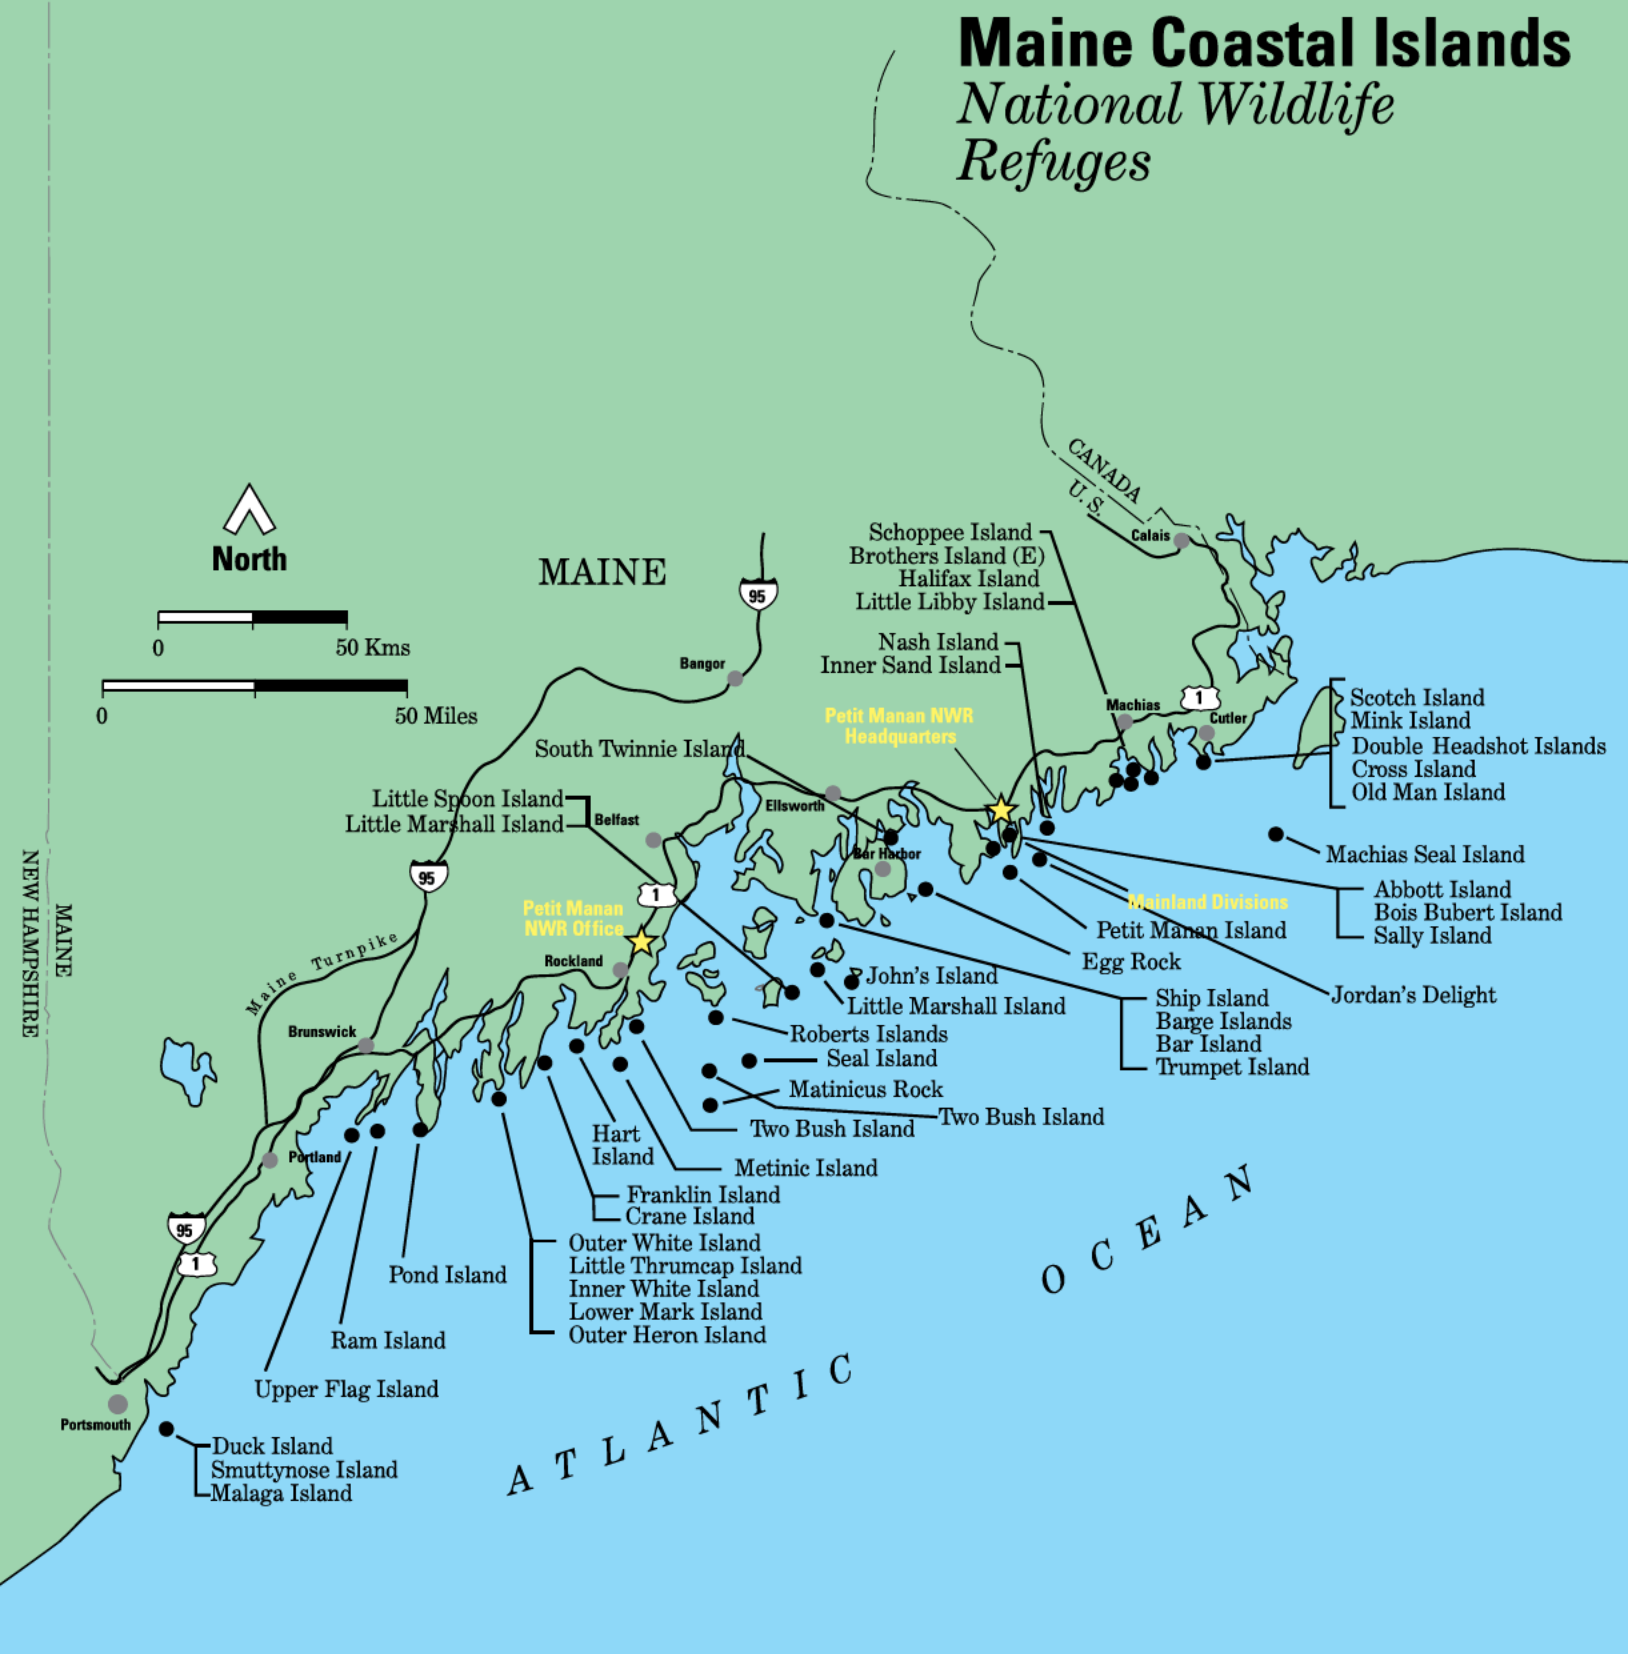 Maine Coastal Islands
National Wildlife
Refuges
CANADA
U. S.
Calais
North
0 50 Kms
0 50 Miles
MAINE
95
Bangor
Schoppee Island
Brothers Island (E)
Halifax Island
Little Libby Island
Nash Island
Inner Sand Island
Machias
1
Cutler
Scotch Island
Mink Island
Double Headshot Islands
Cross Island
Old Man Island
Petit Manan NWR
Headquarters
South Twinnie Island
Ellsworth
Little Spoon Island
Little Marshall Island
Belfast
Bar Harbor
Machias Seal Island
95
1
Abbott Island
Bois Bubert Island
Sally Island
Mainland Divisions
Petit Manan Island
Egg Rock
Jordan's Delight
Petit Manan
NWR Office
Rockland
NEW HAMPSHIRE
MAINE
Maine Turnpike
John's Island
Little Marshall Island
Ship Island
Barge Islands
Bar Island
Trumpet Island
Brunswick
Roberts Islands
Seal Island
Matinicus Rock
Two Bush Island
Two Bush Island
Hart
Island
Metinic Island
Portland
Franklin Island
Crane Island
95
1
Outer White Island
Little Thrumcap Island
Inner White Island
Lower Mark Island
Outer Heron Island
Pond Island
Ram Island
Upper Flag Island
Portsmouth
Duck Island
Smuttynose Island
Malaga Island
ATLANTIC
OCEAN